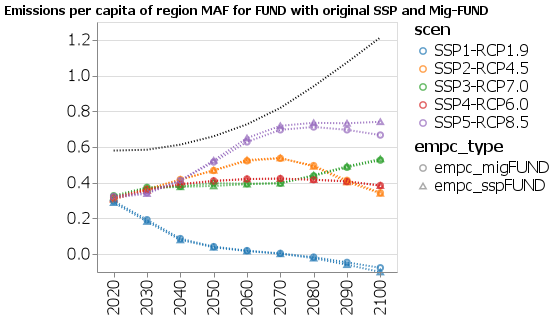 Emissions per capita of region MAF for FUND with original SSP and Mig-FUND
1.2
1.0
0.8
0.6
0.4
0.2
0.0
2020
2030
2040
2050
2060
2070
2080
2090
2100
scen
SSP1-RCP1.9
SSP2-RCP4.5
SSP3-RCP7.0
SSP4-RCP6.0
SSP5-RCP8.5
empc_type
empc_migFUND
empc_sspFUND